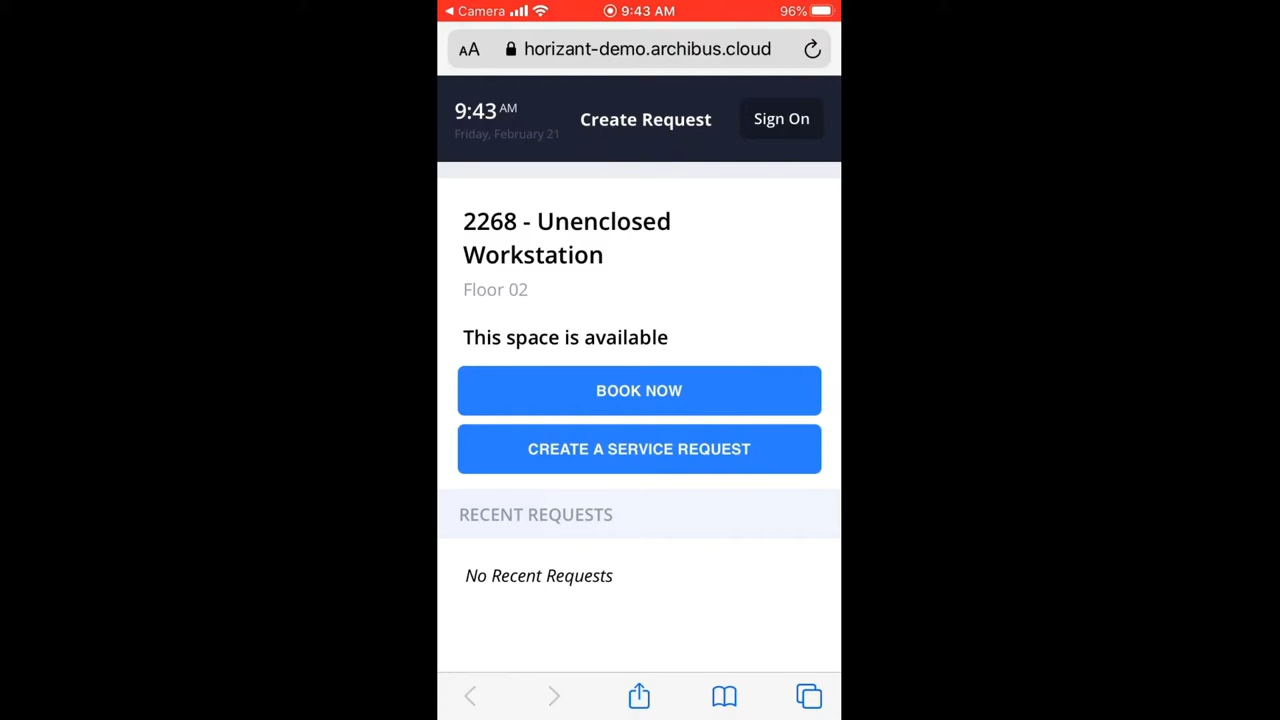 Camera 9:43 AM 96%
AA horizant-demo.archibus.cloud
9:43 AM Create Request Sign On
Friday, February 21
2268 - Unenclosed
Workstation
Floor 02
This space is available
BOOK NOW
CREATE A SERVICE REQUEST
RECENT REQUESTS
No Recent Requests